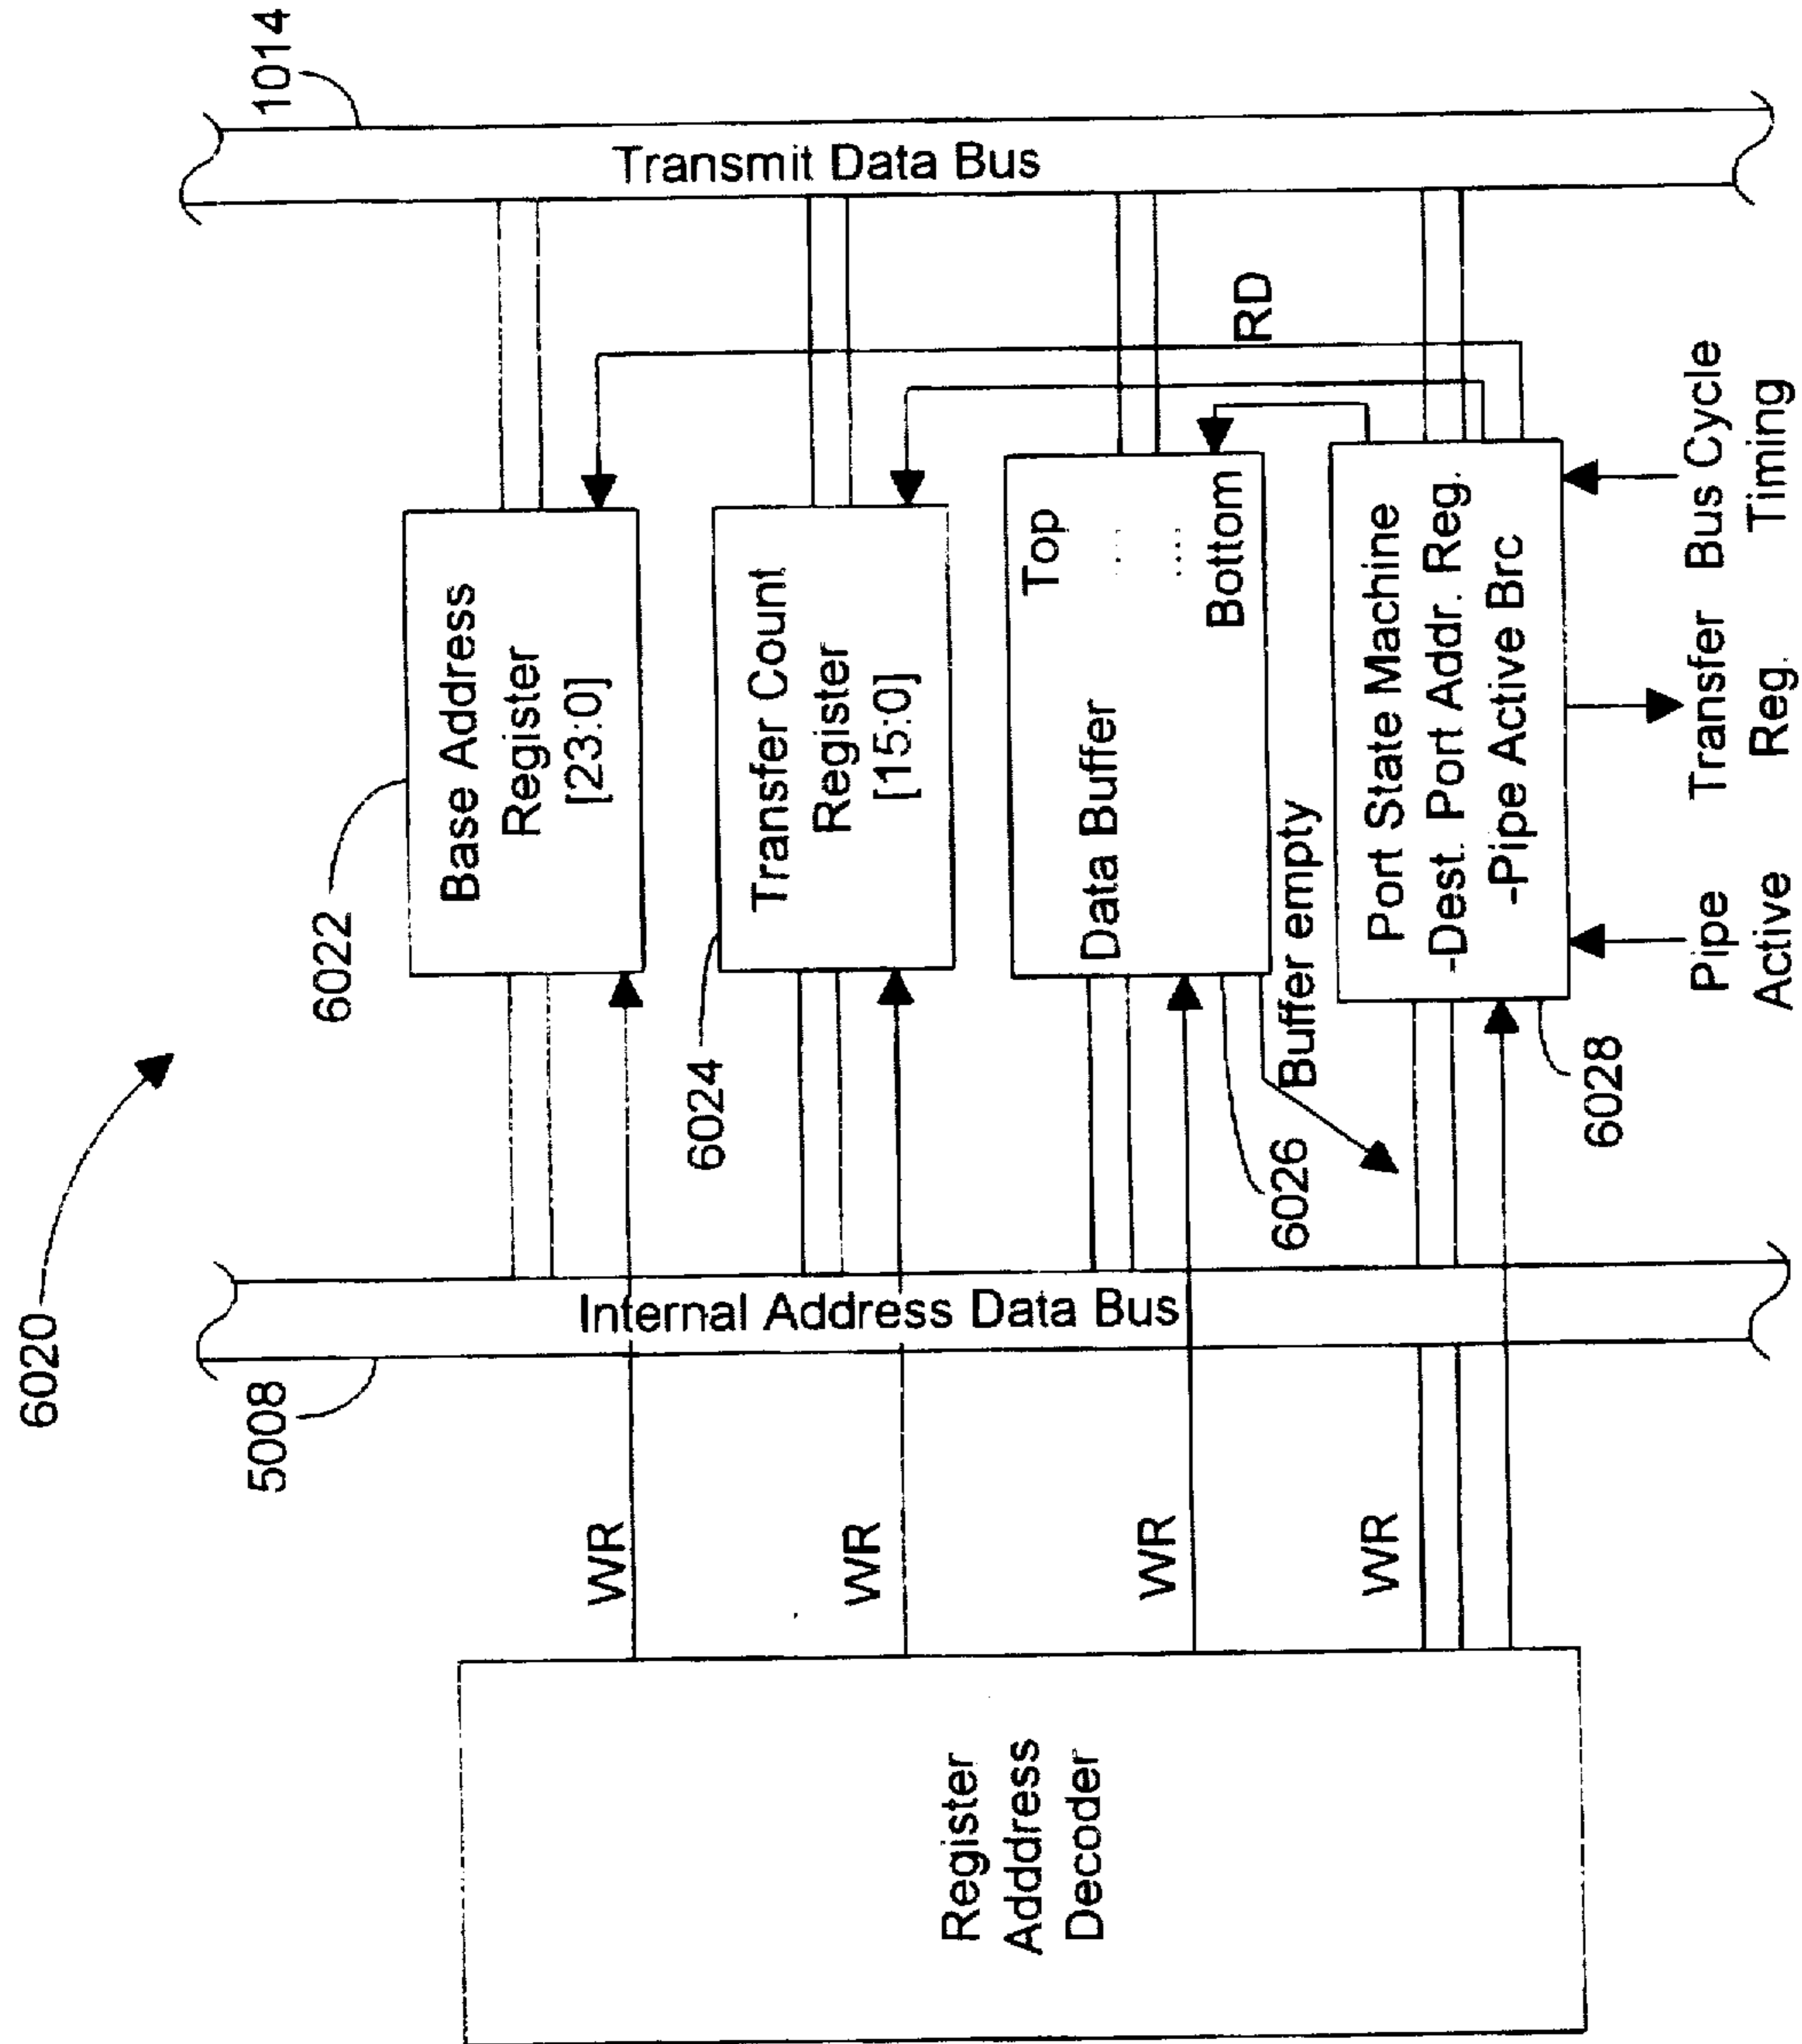 6020
5008
Internal Address Data Bus
1014
Transmit Data Bus
Register
Adddress
Decoder
WR
WR
WR
WR
6022
Base Address
Register
[23:0]
6024
Transfer Count
Register
[15:0]
6026
Data Buffer
Top
....
....
Bottom
Buffer empty
RD
6028
Port State Machine
-Dest. Port Addr. Reg.
-Pipe Active Brc
Pipe
Active
Transfer
Reg.
Bus Cycle
Timing